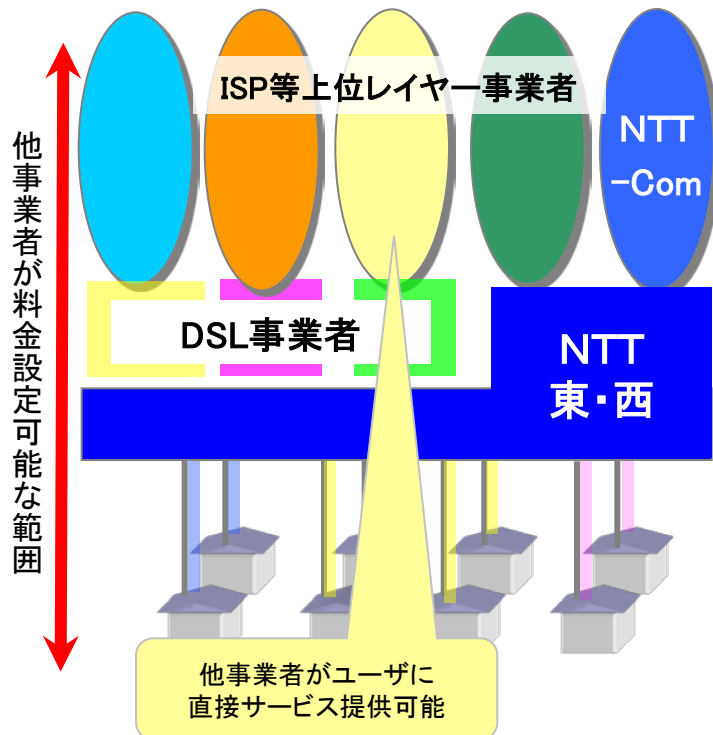 ISP等上位レイヤー事業者
NTT
-Com
他事業者が料金設定可能な範囲
DSL事業者
NTT
東・西
他事業者がユーザに
直接サービス提供可能